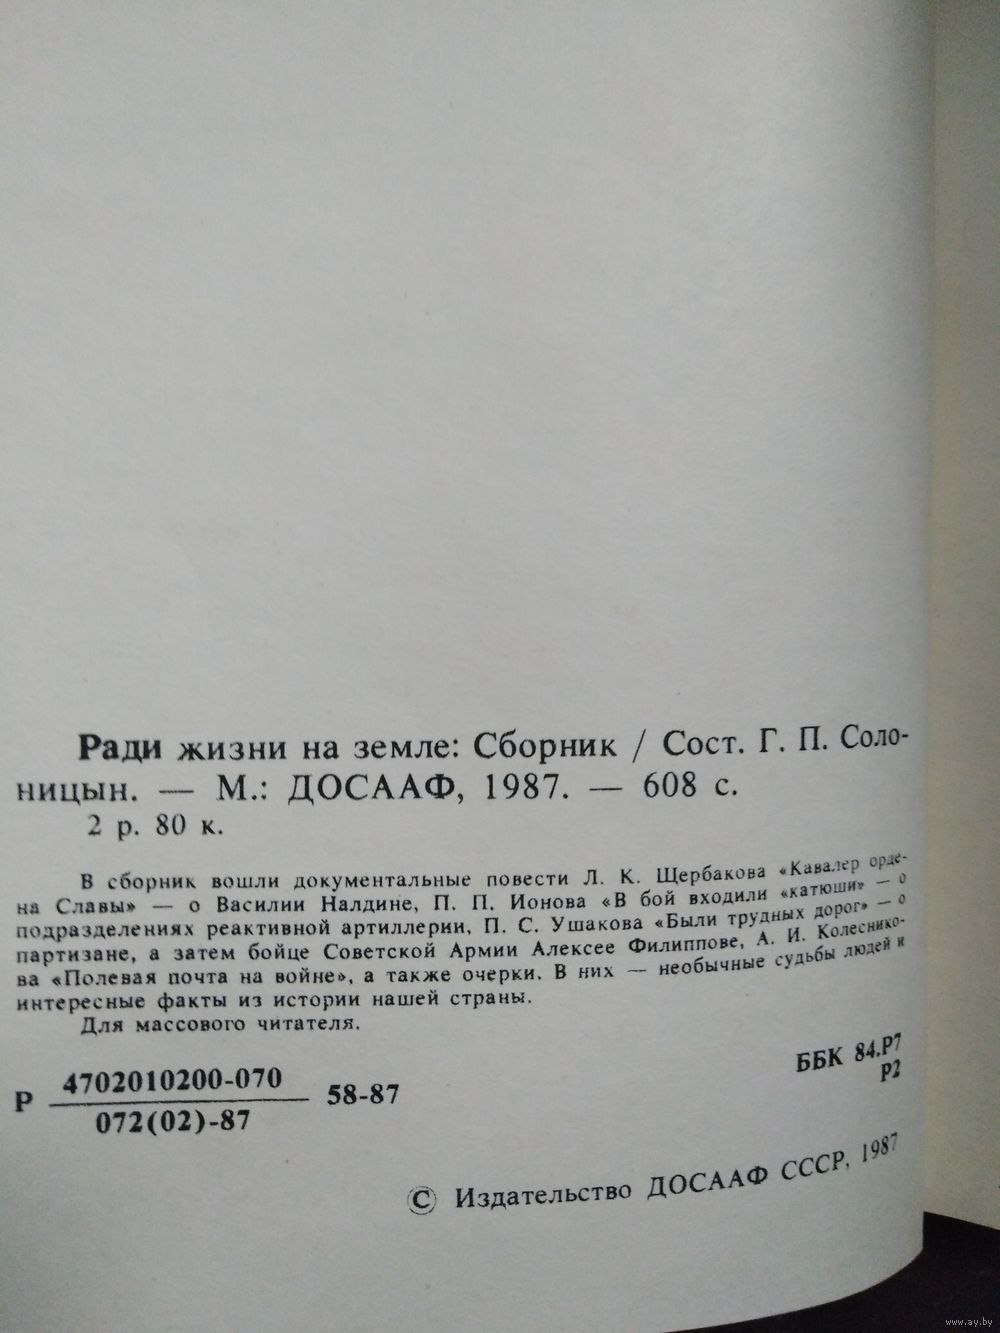 Ради жизни на земле: Сборник / Сост. Г. П. Соло-
ницын. — М.: ДОСААФ, 1987. — 608 с.
2 р. 80 к.
В сборник вошли документальные повести Л. К. Щербакова «Кавалер орде-
на Славы» — о Василии Налдине, П. П. Ионова «В бой входили «катюши» — о
подразделениях реактивной артиллерии, П. С. Ушакова «Были трудных дорог» — о
партизане, а затем бойце Советской Армии Алексее Филиппове, А. И. Колеснико-
ва «Полевая почта на войне», а также очерки. В них — необычные судьбы людей и
интересные факты из истории нашей страны.
Для массового читателя.
Р 4702010200-070 58-87
072(02)-87
ББК 84.Р7
Р2
© Издательство ДОСААФ СССР, 1987
www.ay.by